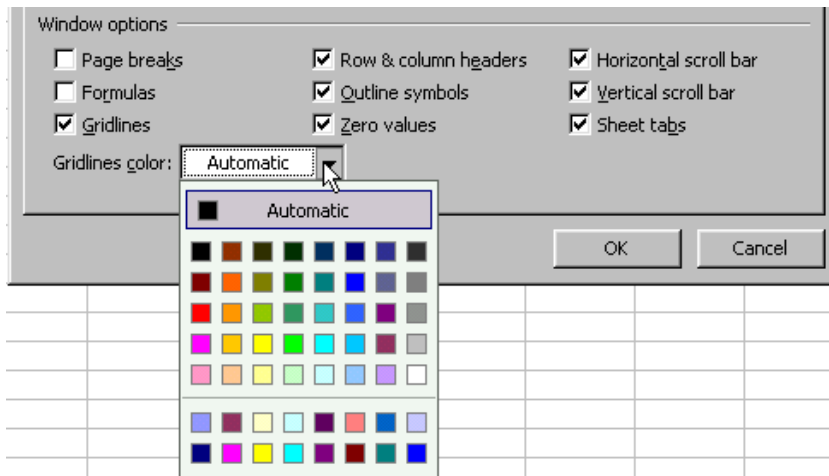 Window options
Page breaks Row & column headers Horizontal scroll bar
Formulas Outline symbols Vertical scroll bar
Gridlines Zero values Sheet tabs
Gridlines color: Automatic
Automatic
OK Cancel